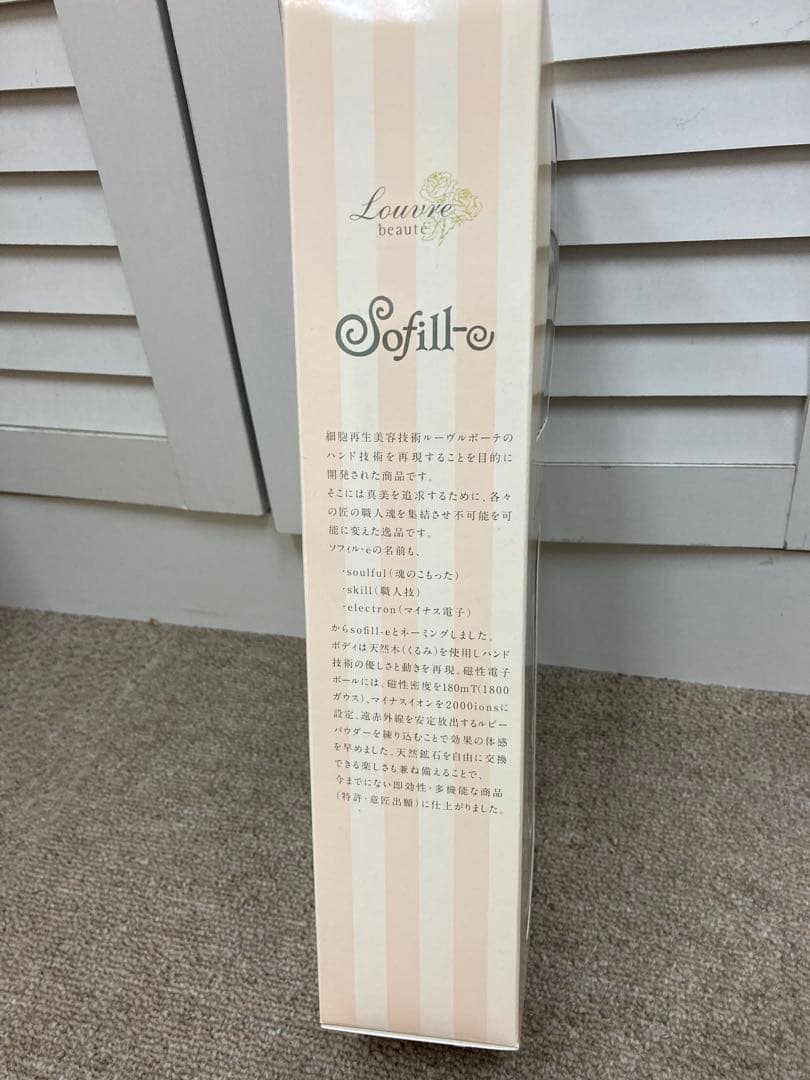 Louvre
beauté
Sofill-e
細胞再生美容技術ルーヴルボーテの
ハンド技術を再現することを目的に
開発された商品です。
そこには真美を追求するために、各々
の匠の職人魂を集結させ不可能を可
能に変えた逸品です。
ソフィル-eの名前も、
・soulful(魂のこもった)
・skill(職人技)
・electron(マイナス電子)
からsofill-eとネーミングしました。
ボディは天然木(くるみ)を使用しハンド
技術の優しさと動きを再現。磁性電子
ボールには、磁性密度を180mT(1800
ガウス)、マイナスイオンを2000ionsに
設定、遠赤外線を安定放出するルビー
パウダーを練り込むことで効果の体感
を早めました。天然鉱石を自由に交換
できる楽しさも兼ね備えることで、
今までにない即効性・多機能な商品
(特許・意匠出願)に仕上がりました。